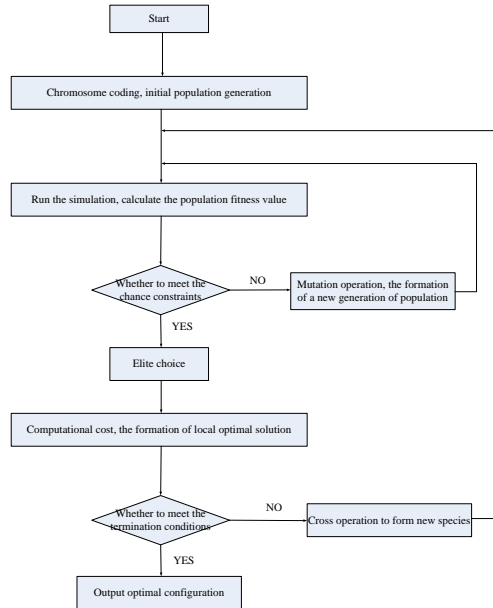 Start
Chromosome coding, initial population generation
Run the simulation, calculate the population fitness value
Whether to meet the
chance constraints
NO
Mutation operation, the formation
of a new generation of population
YES
Elite choice
Computational cost, the formation of local optimal solution
Whether to meet the
termination conditions
NO
Cross operation to form new species
YES
Output optimal configuration